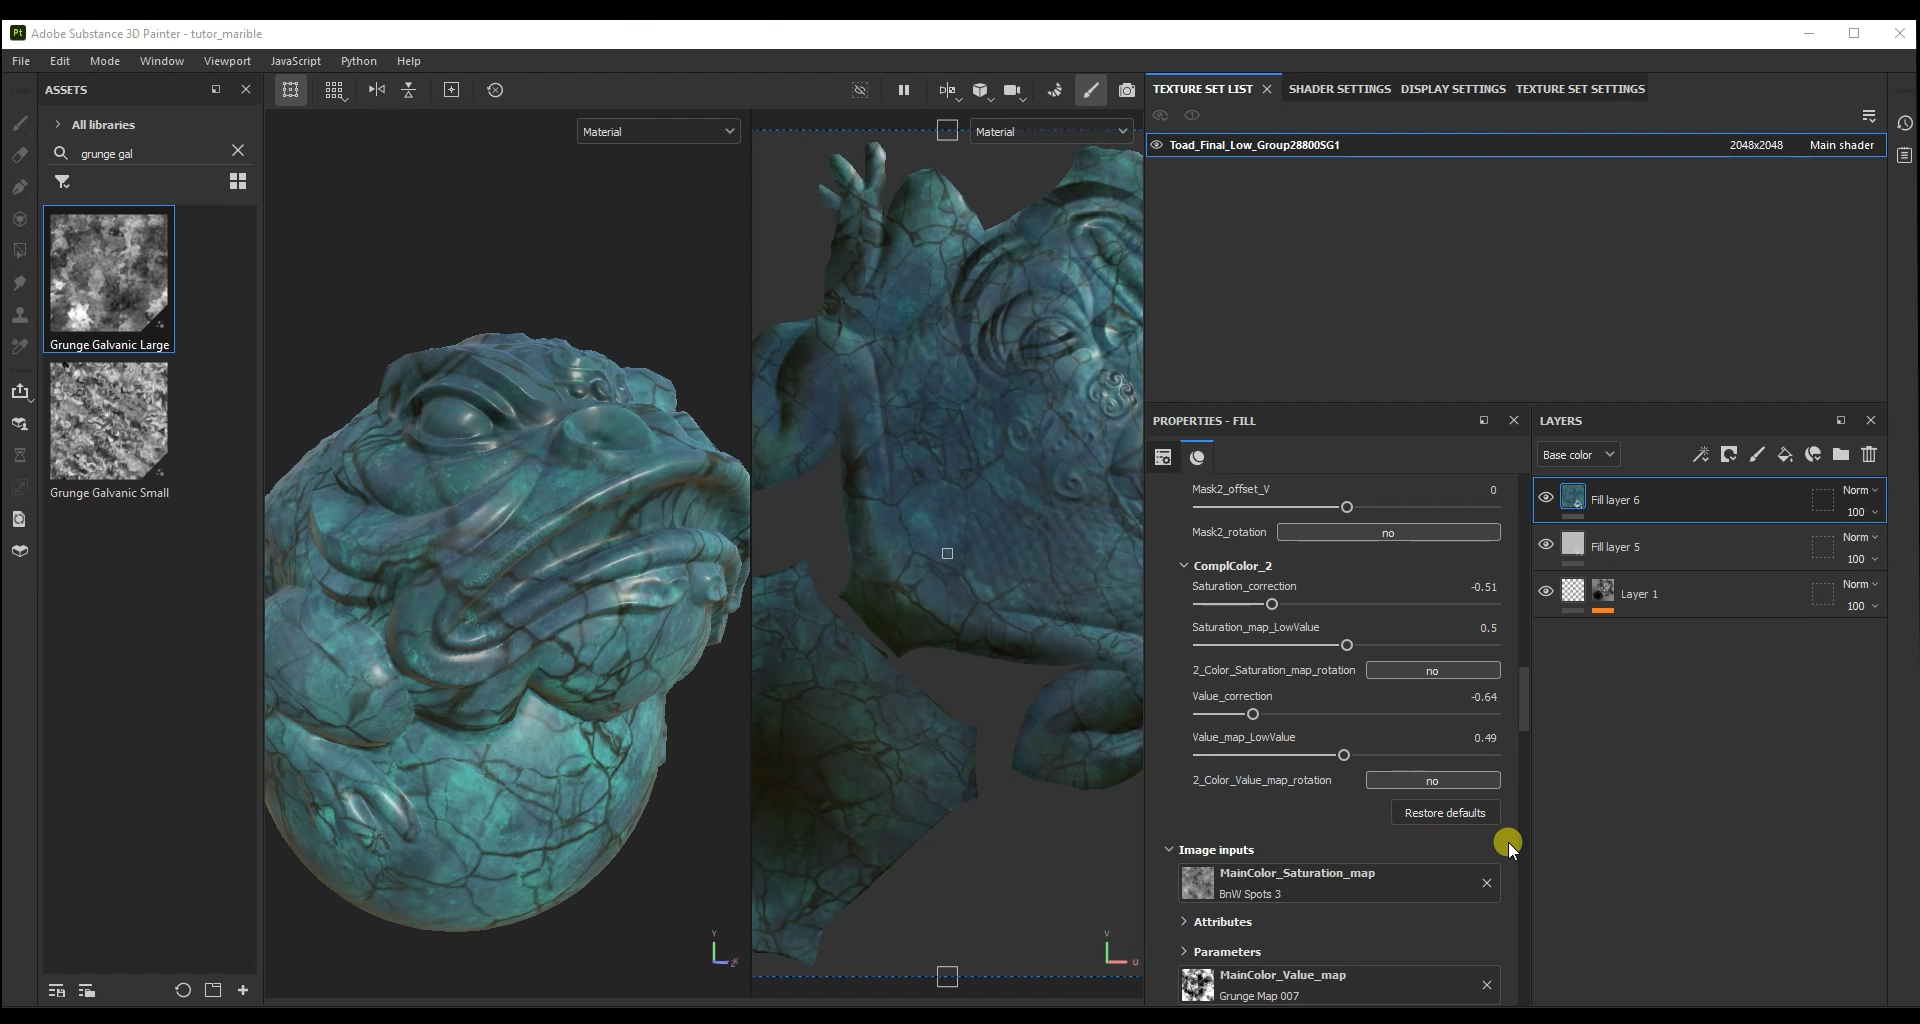 Pt Adobe Substance 3D Painter - tutor_marible
File Edit Mode Window Viewport JavaScript Python Help
ASSETS
All libraries
grunge gal
Grunge Galvanic Large
Grunge Galvanic Small
Material
Material
Y
Z
V
U
TEXTURE SET LIST SHADER SETTINGS DISPLAY SETTINGS TEXTURE SET SETTINGS
Toad_Final_Low_Group28800SG1 2048x2048 Main shader
PROPERTIES - FILL
Mask2_offset_V 0
Mask2_rotation no
ComplColor_2
Saturation_correction -0.51
Saturation_map_LowValue 0.5
2_Color_Saturation_map_rotation no
Value_correction -0.64
Value_map_LowValue 0.49
2_Color_Value_map_rotation no
Restore defaults
Image inputs
MainColor_Saturation_map
BnW Spots 3
Attributes
Parameters
MainColor_Value_map
Grunge Map 007
LAYERS
Base color
Fill layer 6 Norm
100
Fill layer 5 Norm
100
Layer 1 Norm
100